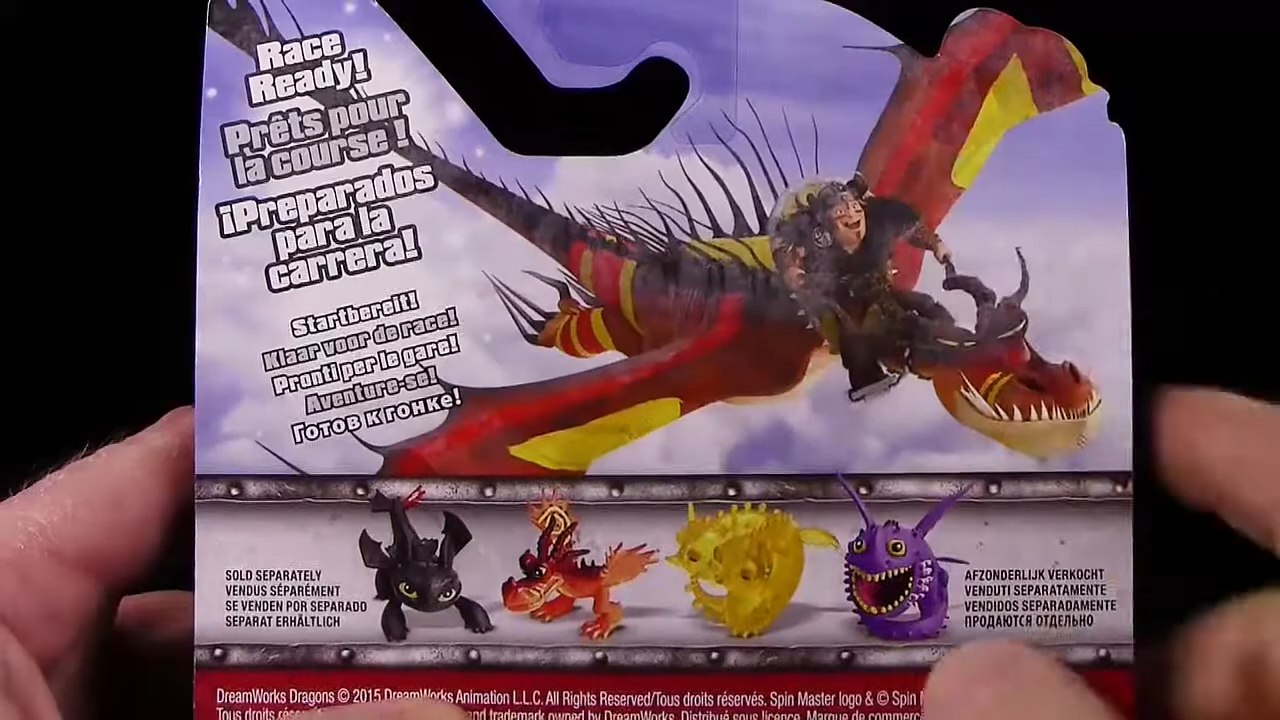 Race
Ready!
Prêts pour
la course !
¡Preparados
para la
carrera!
Startbereit!
Klaar voor de race!
Pronti per le gare!
Aventure-se!
Готов к гонке!
SOLD SEPARATELY
VENDUS SÉPARÉMENT
SE VENDEN POR SEPARADO
SEPARAT ERHÄLTLICH
AFZONDERLIJK VERKOCHT
VENDUTI SEPARATAMENTE
VENDIDOS SEPARADAMENTE
ПРОДАЮТСЯ ОТДЕЛЬНО
DreamWorks Dragons © 2015 DreamWorks Animation L.L.C. All Rights Reserved/Tous droits réservés. Spin Master logo & © Spin
Tous droits and trademark owned by DreamWorks. Distribué sous licence. Marque de